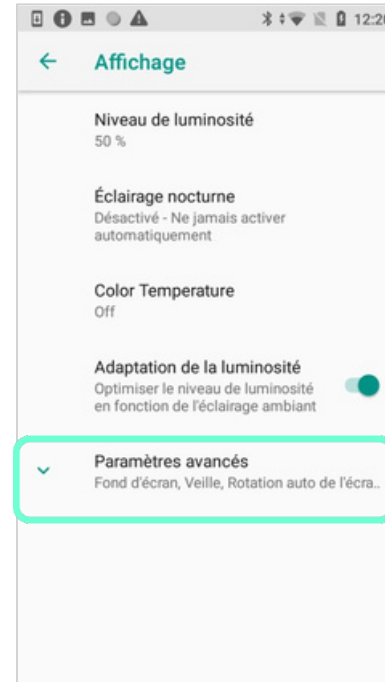 12:20
Affichage
Niveau de luminosité
50 %
Éclairage nocturne
Désactivé - Ne jamais activer
automatiquement
Color Temperature
Off
Adaptation de la luminosité
Optimiser le niveau de luminosité
en fonction de l'éclairage ambiant
Paramètres avancés
Fond d'écran, Veille, Rotation auto de l'écra..